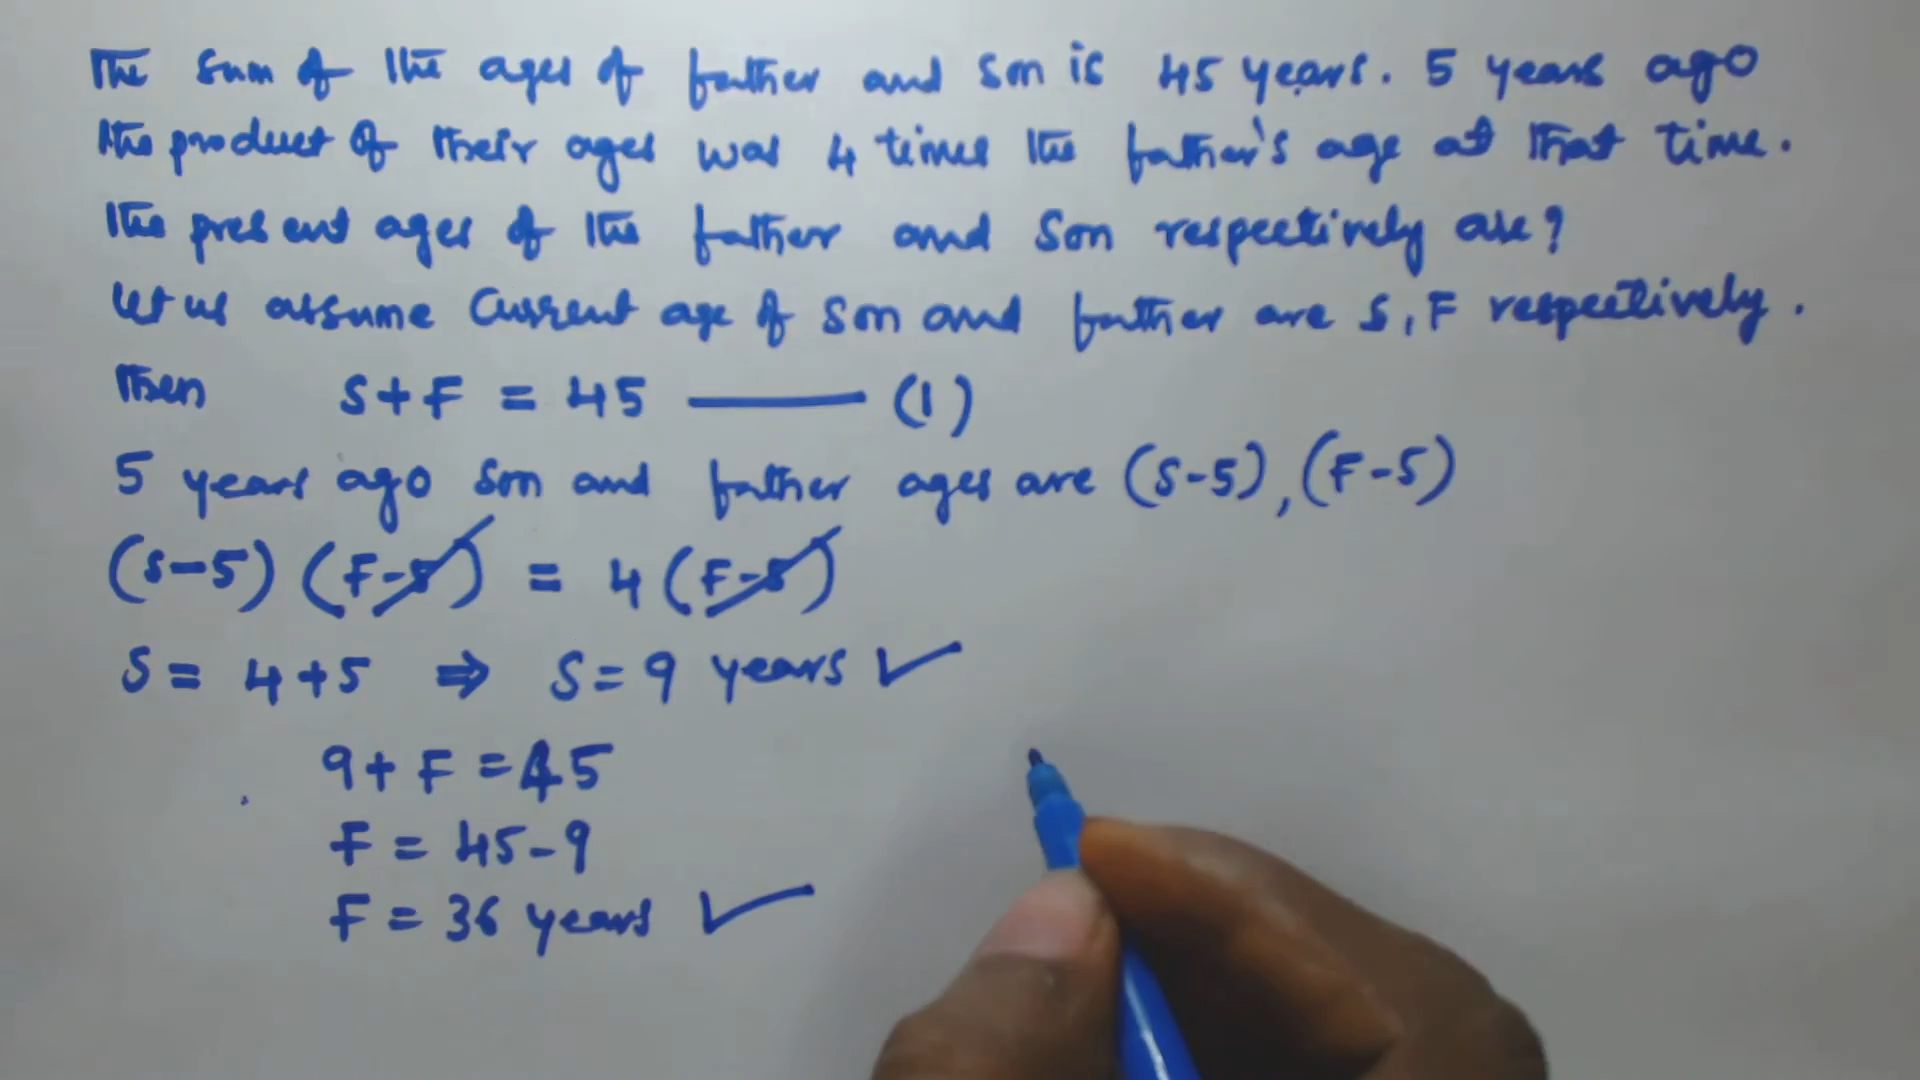 The sum of the ages of father and son is 45 years. 5 years ago
the product of their ages was 4 times the father's age at that time.
The present ages of the father and son respectively are?
Let us assume current age of son and father are S, F respectively.
then S+F = 45 —— (1)
5 years ago son and father ages are (S-5), (F-5)
(S-5) (F-5) = 4 (F-5)
S = 4+5 ⇒ S = 9 years ✓
9 + F = 45
F = 45-9
F = 36 years ✓